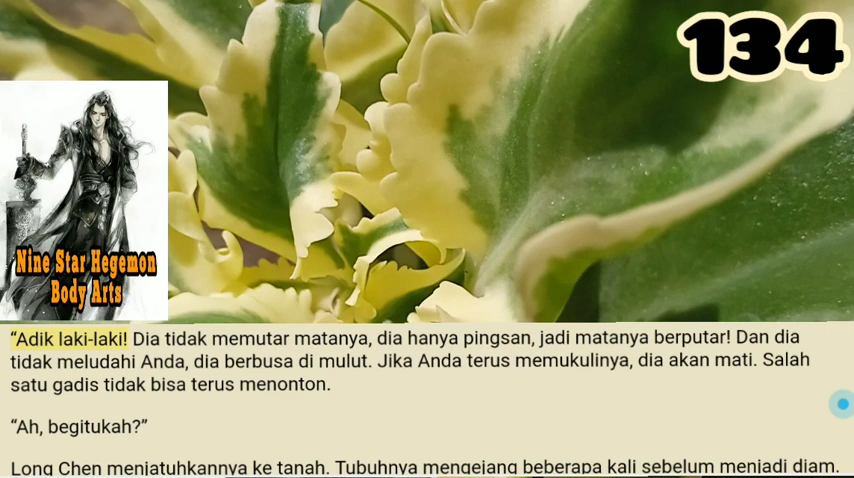 134
Nine Star Hegemon
Body Arts
“Adik laki-laki! Dia tidak memutar matanya, dia hanya pingsan, jadi matanya berputar! Dan dia
tidak meludahi Anda, dia berbusa di mulut. Jika Anda terus memukulinya, dia akan mati. Salah
satu gadis tidak bisa terus menonton.
“Ah, begitukah?”
Long Chen menjatuhkannya ke tanah. Tubuhnya mengejang beberapa kali sebelum menjadi diam.